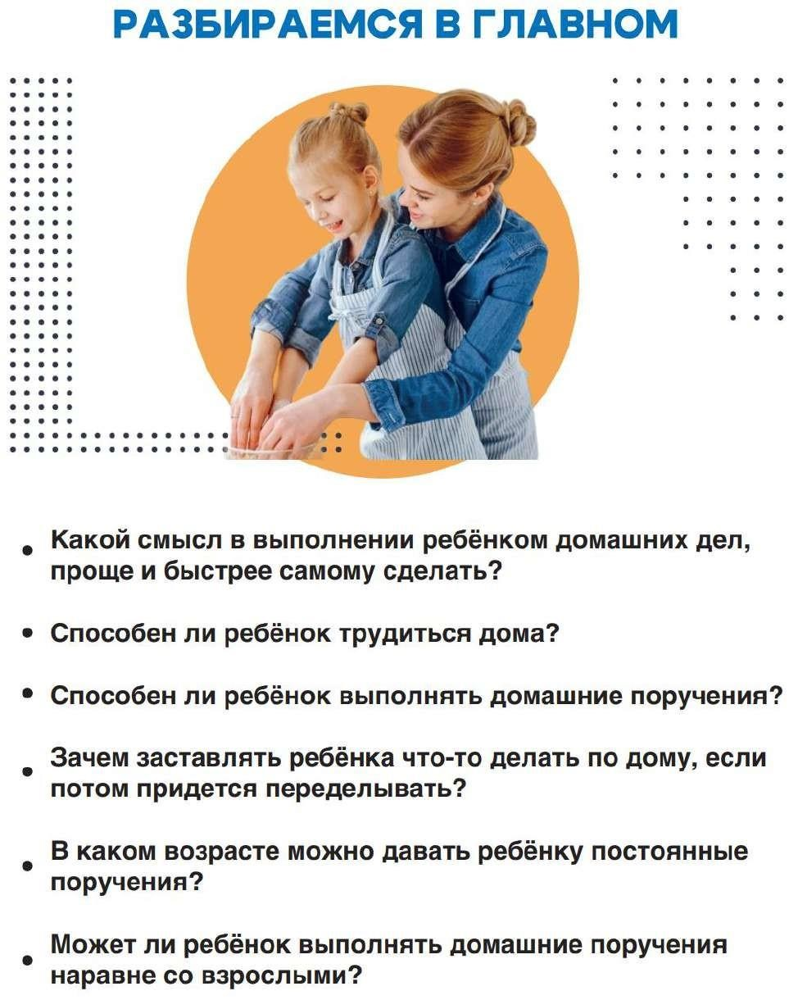 РАЗБИРАЕМСЯ В ГЛАВНОМ
• Какой смысл в выполнении ребёнком домашних дел,
проще и быстрее самому сделать?
• Способен ли ребёнок трудиться дома?
• Способен ли ребёнок выполнять домашние поручения?
• Зачем заставлять ребёнка что-то делать по дому, если
потом придется переделывать?
• В каком возрасте можно давать ребёнку постоянные
поручения?
• Может ли ребёнок выполнять домашние поручения
наравне со взрослыми?